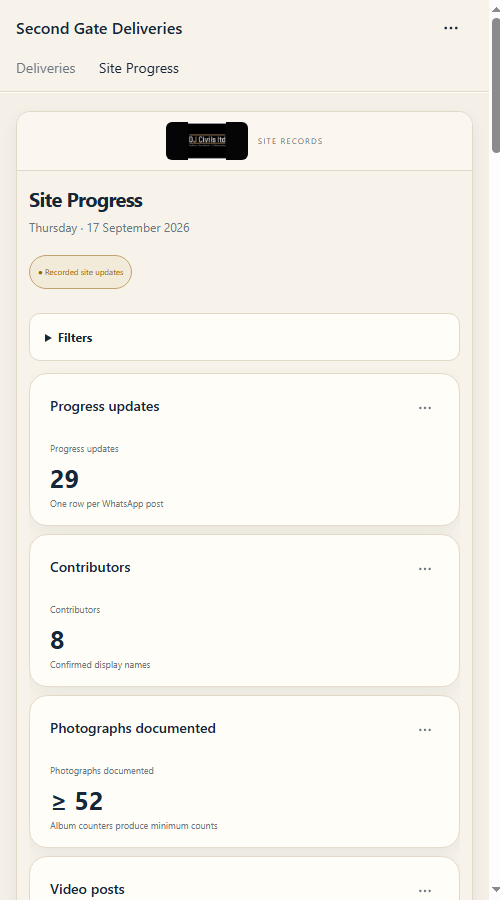 Second Gate Deliveries
...
Deliveries Site Progress
DJ Civils ltd SITE RECORDS
Site Progress
Thursday · 17 September 2026
• Recorded site updates
▶ Filters
Progress updates ...
Progress updates
29
One row per WhatsApp post
Contributors ...
Contributors
8
Confirmed display names
Photographs documented ...
Photographs documented
≥ 52
Album counters produce minimum counts
Video posts ...